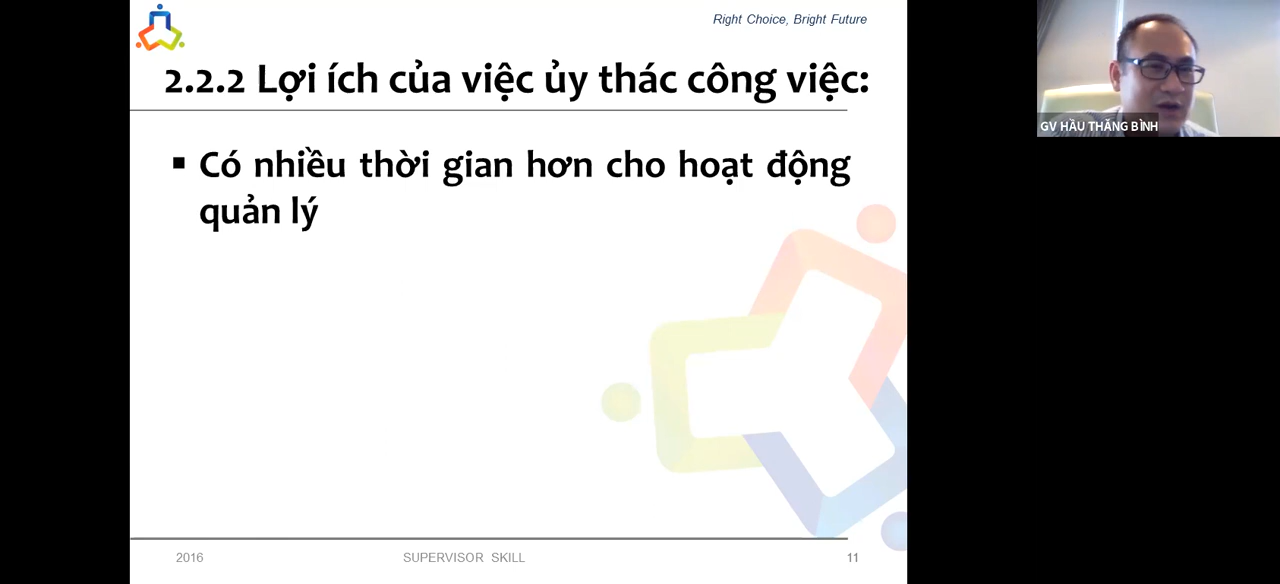 Right Choice, Bright Future
2.2.2 Lợi ích của việc ủy thác công việc:
▪ Có nhiều thời gian hơn cho hoạt động
quản lý
2016
SUPERVISOR SKILL
11
GV HẦU THĂNG BÌNH